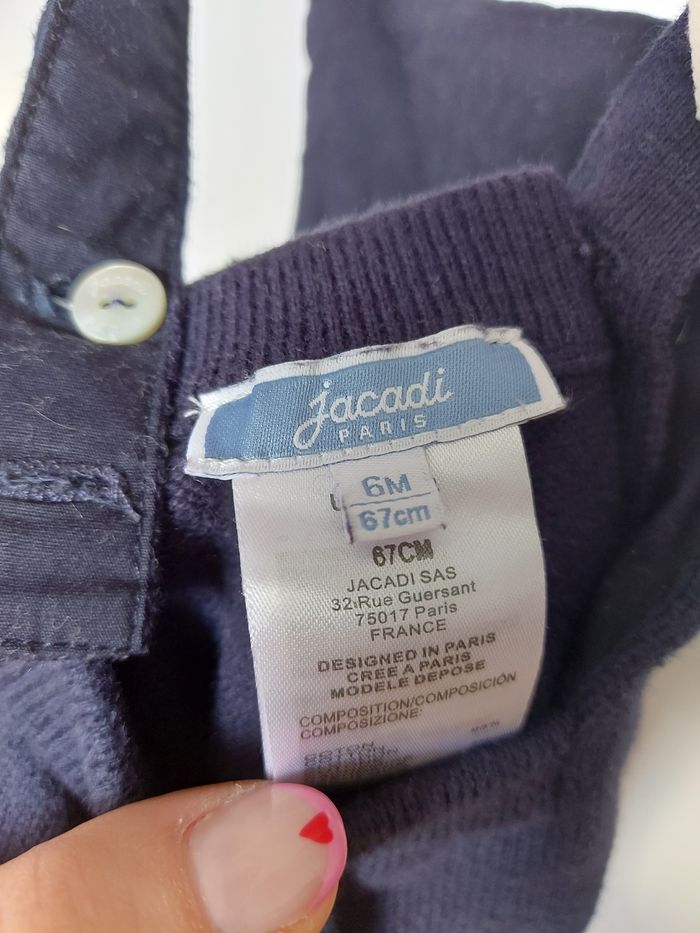 jacadi
PARIS
6M
67cm
67CM
JACADI SAS
32 Rue Guersant
75017 Paris
FRANCE
DESIGNED IN PARIS
CREE A PARIS
MODELE DEPOSE
COMPOSITION/COMPOSICIÓN
COMPOSIZIONE: